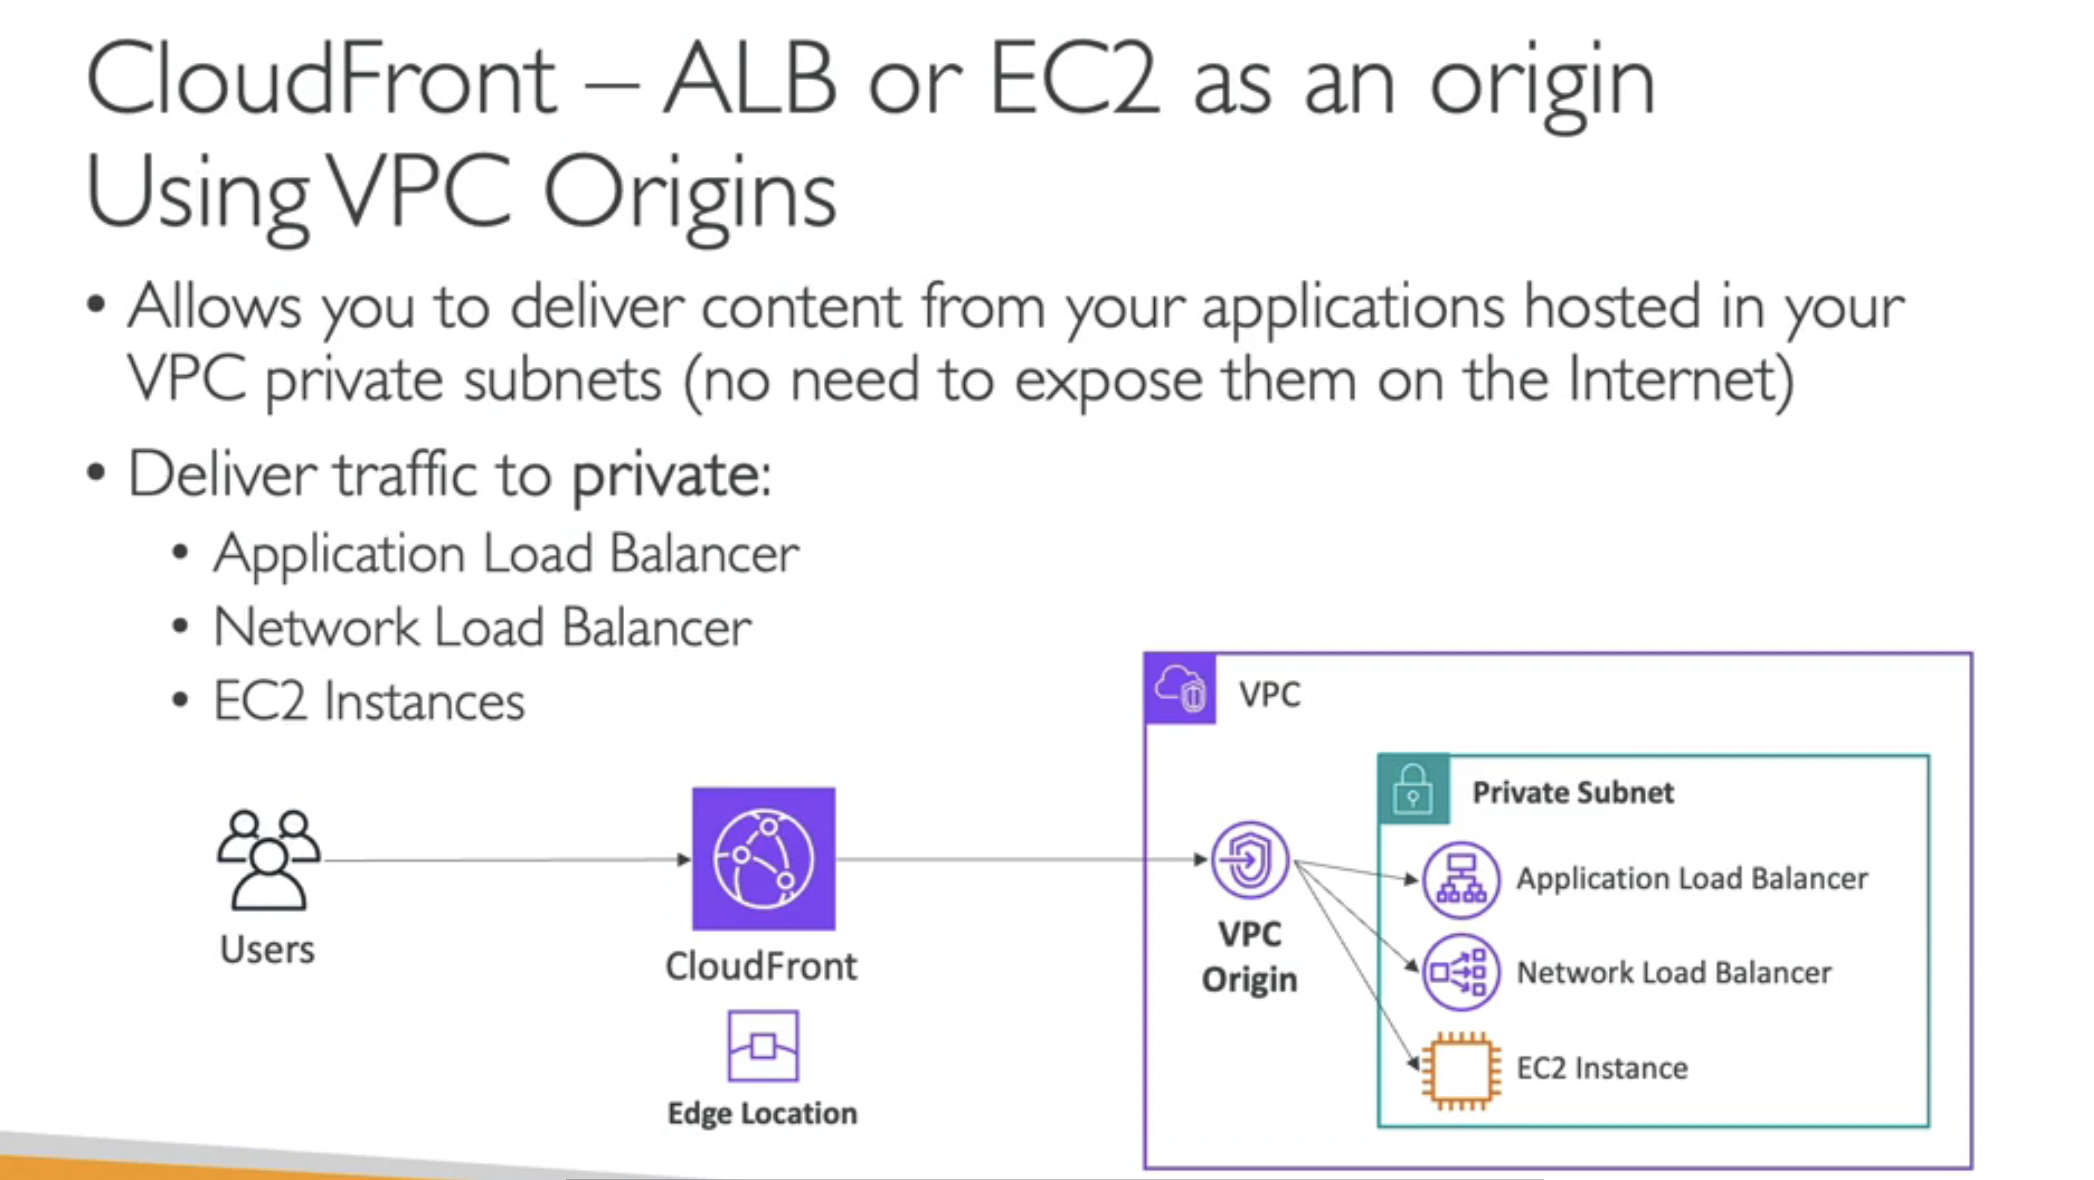 CloudFront – ALB or EC2 as an origin
Using VPC Origins
• Allows you to deliver content from your applications hosted in your
VPC private subnets (no need to expose them on the Internet)
• Deliver traffic to private:
• Application Load Balancer
• Network Load Balancer
• EC2 Instances
VPC
Private Subnet
Application Load Balancer
Network Load Balancer
EC2 Instance
VPC
Origin
Users
CloudFront
Edge Location